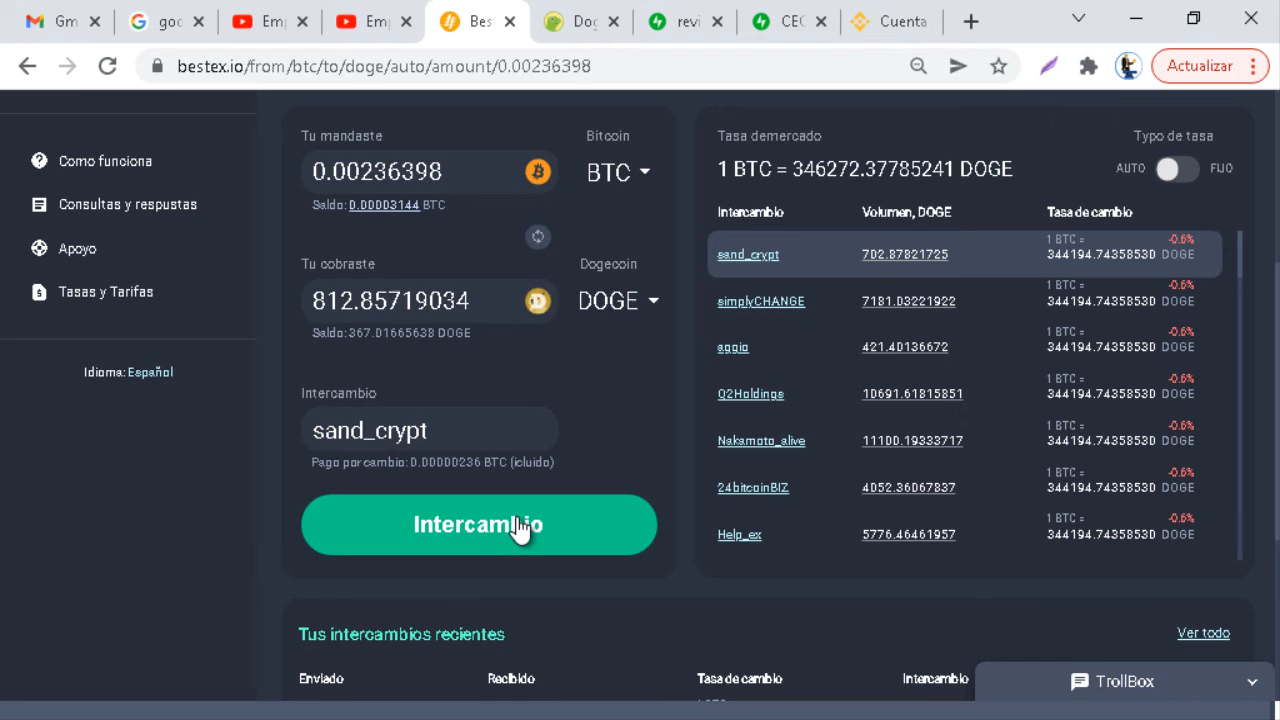 Gm
goc
Emp
Emp
Bes
Dog
revi
CEC
Cuenta
bestex.io/from/btc/to/doge/auto/amount/0.00236398
Actualizar
Como funciona
Consultas y respuestas
Apoyo
Tasas y Tarifas
Idioma: Español
Tu mandaste
Bitcoin
0.00236398
BTC
Saldo: 0.00003144 BTC
Tu cobraste
Dogecoin
812.85719034
DOGE
Saldo: 367.01665638 DOGE
Intercambio
sand_crypt
Pago por cambio: 0.00000236 BTC (icluido)
Intercambio
Tasa demercado
Typo de tasa
1 BTC = 346272.37785241 DOGE
AUTO
FIJO
Intercambio Volumen, DOGE Tasa de cambio
1 BTC = -0.6%
sand_crypt 702.87821725 344194.74358530 DOGE
1 BTC = -0.6%
simplyCHANGE 7181.03221922 344194.74358530 DOGE
1 BTC = -0.6%
aggio 421.40136672 344194.74358530 DOGE
1 BTC = -0.6%
O2Holdings 10691.61815851 344194.74358530 DOGE
1 BTC = -0.6%
Nakamoto_alive 11100.19333717 344194.74358530 DOGE
1 BTC = -0.6%
24bitcoinBIZ 4052.36067837 344194.74358530 DOGE
1 BTC = -0.6%
Help_ex 5776.46461957 344194.74358530 DOGE
Tus intercambios recientes
Ver todo
Enviado Recibido Tasa de cambio Intercambio
TrollBox